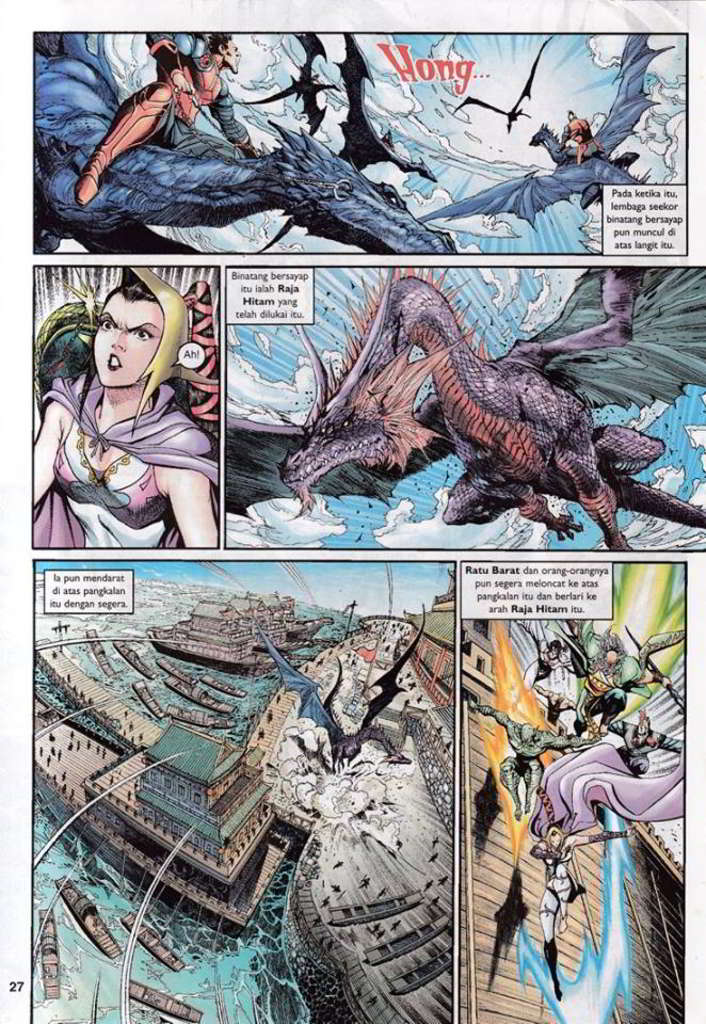 Hong...
Pada ketika itu,
lembaga seekor
binatang bersayap
pun muncul di
atas langit itu.
Ah!
Binatang bersayap
itu ialah Raja
Hitam yang
telah dilukai itu.
Ia pun mendarat
di atas pangkalan
itu dengan segera.
Ratu Barat dan orang-orangnya
pun segera meloncat ke atas
pangkalan itu dan berlari ke
arah Raja Hitam itu.
27